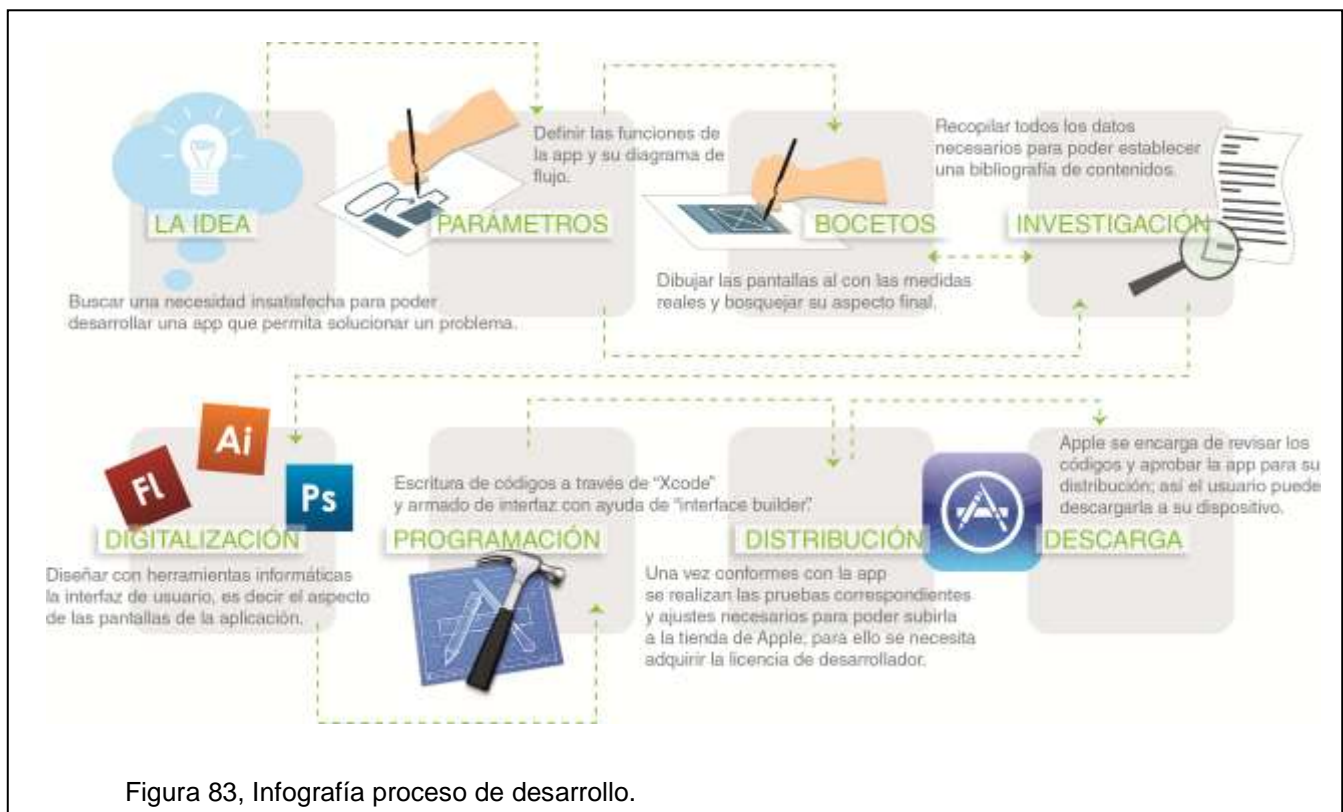 LA IDEA
Buscar una necesidad insatisfecha para poder
desarrollar una app que permita solucionar un problema.
Definir las funciones de
la app y su diagrama de
flujo.
PARÁMETROS
BOCETOS
Dibujar las pantallas al con las medidas
reales y bosquejar su aspecto final.
Recopilar todos los datos
necesarios para poder establecer
una bibliografía de contenidos.
INVESTIGACIÓN
Fl
Ai
Ps
DIGITALIZACIÓN
Diseñar con herramientas informáticas
la interfaz de usuario, es decir el aspecto
de las pantallas de la aplicación.
Escritura de códigos a través de “Xcode”
y armado de interfaz con ayuda de “interface builder.”
PROGRAMACIÓN
DISTRIBUCIÓN
Una vez conformes con la app
se realizan las pruebas correspondientes
y ajustes necesarios para poder subirla
a la tienda de Apple, para ello se necesita
adquirir la licencia de desarrollador.
Apple se encarga de revisar los
códigos y aprobar la app para su
distribución; así el usuario puede
descargarla a su dispositivo.
DESCARGA
Figura 83, Infografía proceso de desarrollo.